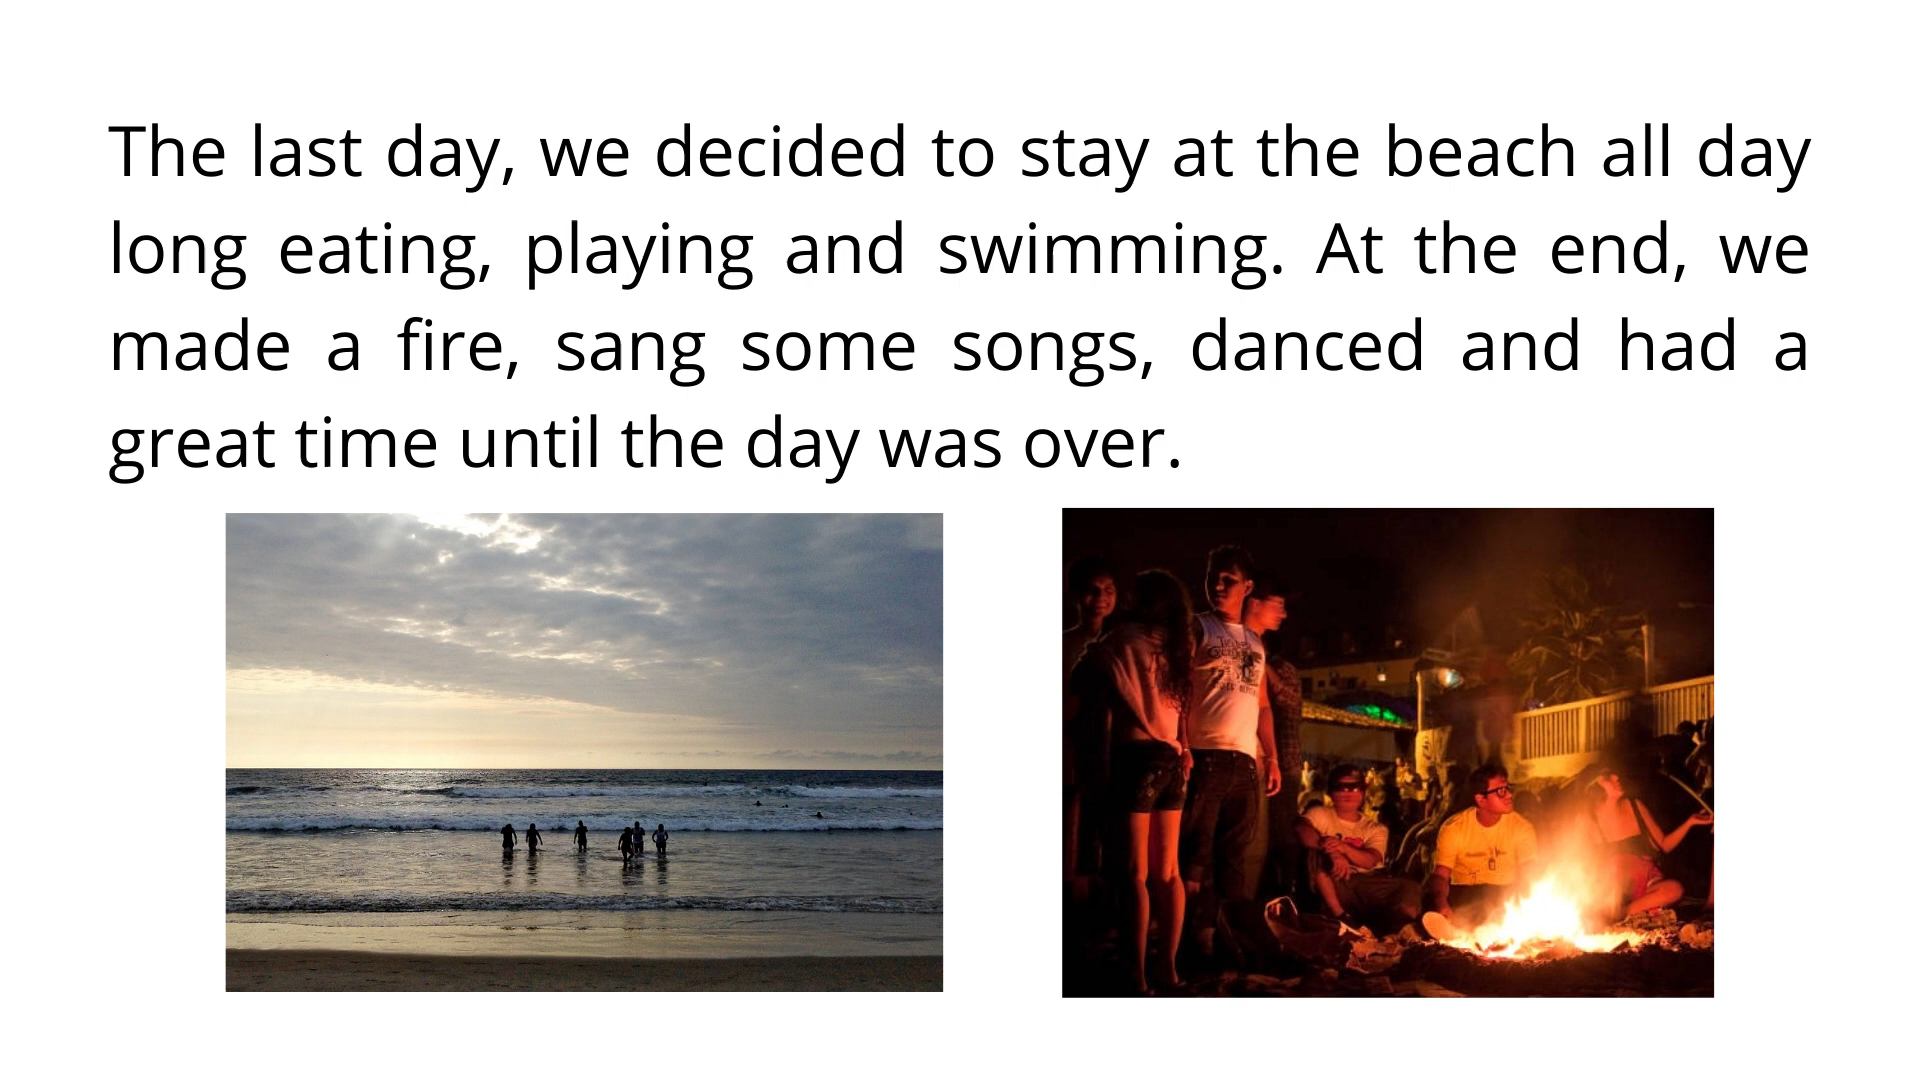 The last day, we decided to stay at the beach all day
long eating, playing and swimming. At the end, we
made a fire, sang some songs, danced and had a
great time until the day was over.